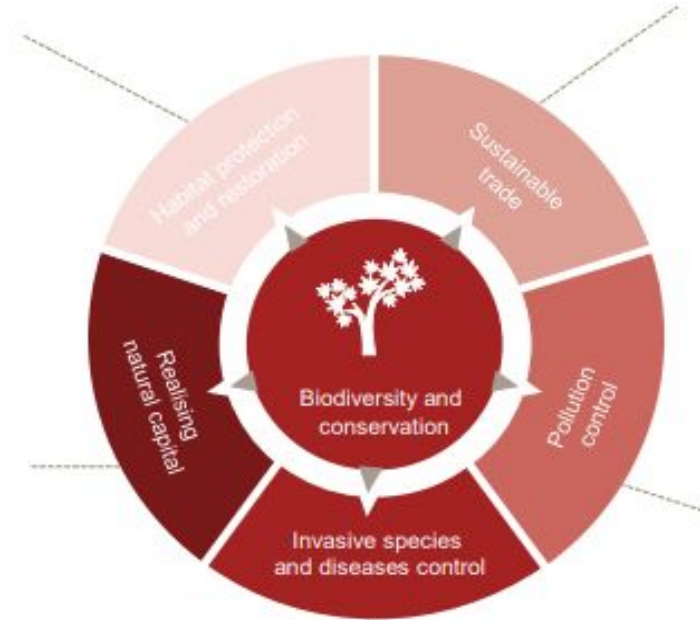 Habitat protection
and restoration
Sustainable
trade
Pollution
control
Invasive species
and diseases control
Realising
natural capital
Biodiversity and
conservation